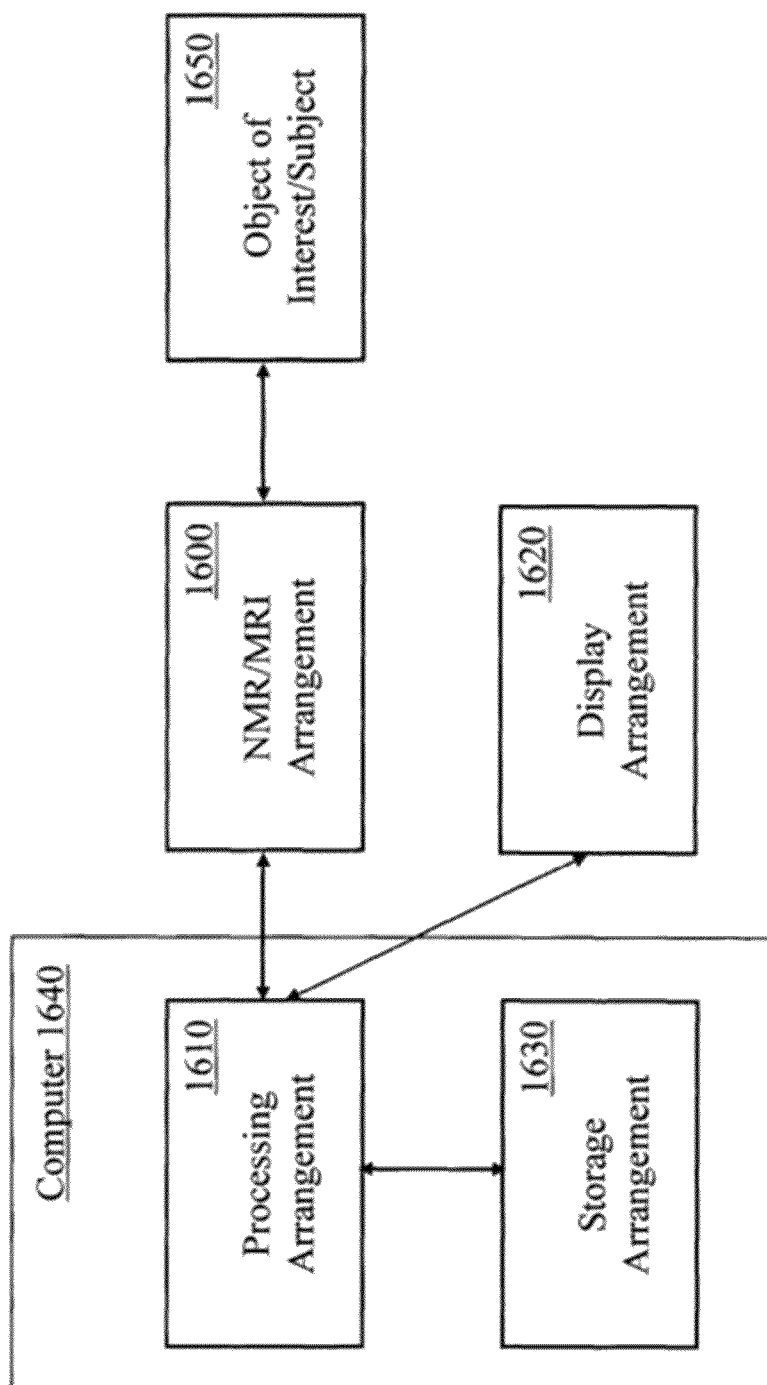 Computer 1640
1610
Processing
Arrangement
1600
NMR/MRI
Arrangement
1650
Object of
Interest/Subject
1630
Storage
Arrangement
1620
Display
Arrangement